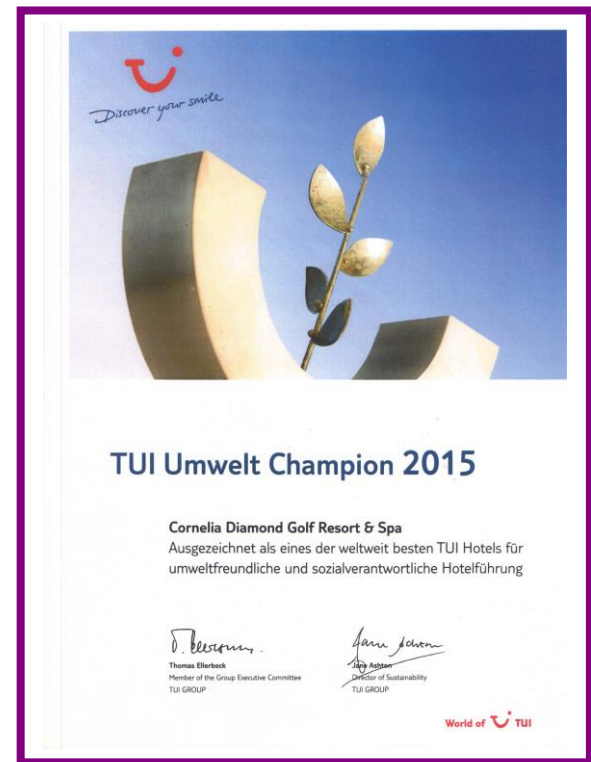 Discover your smile
TUI Umwelt Champion 2015
Cornelia Diamond Golf Resort & Spa
Ausgezeichnet als eines der weltweit besten TUI Hotels für
umweltfreundliche und sozialverantwortliche Hotelführung
Thomas Ellerbeck
Member of the Group Executive Committee
TUI GROUP
Jane Ashton
Director of Sustainability
TUI GROUP
World of TUI